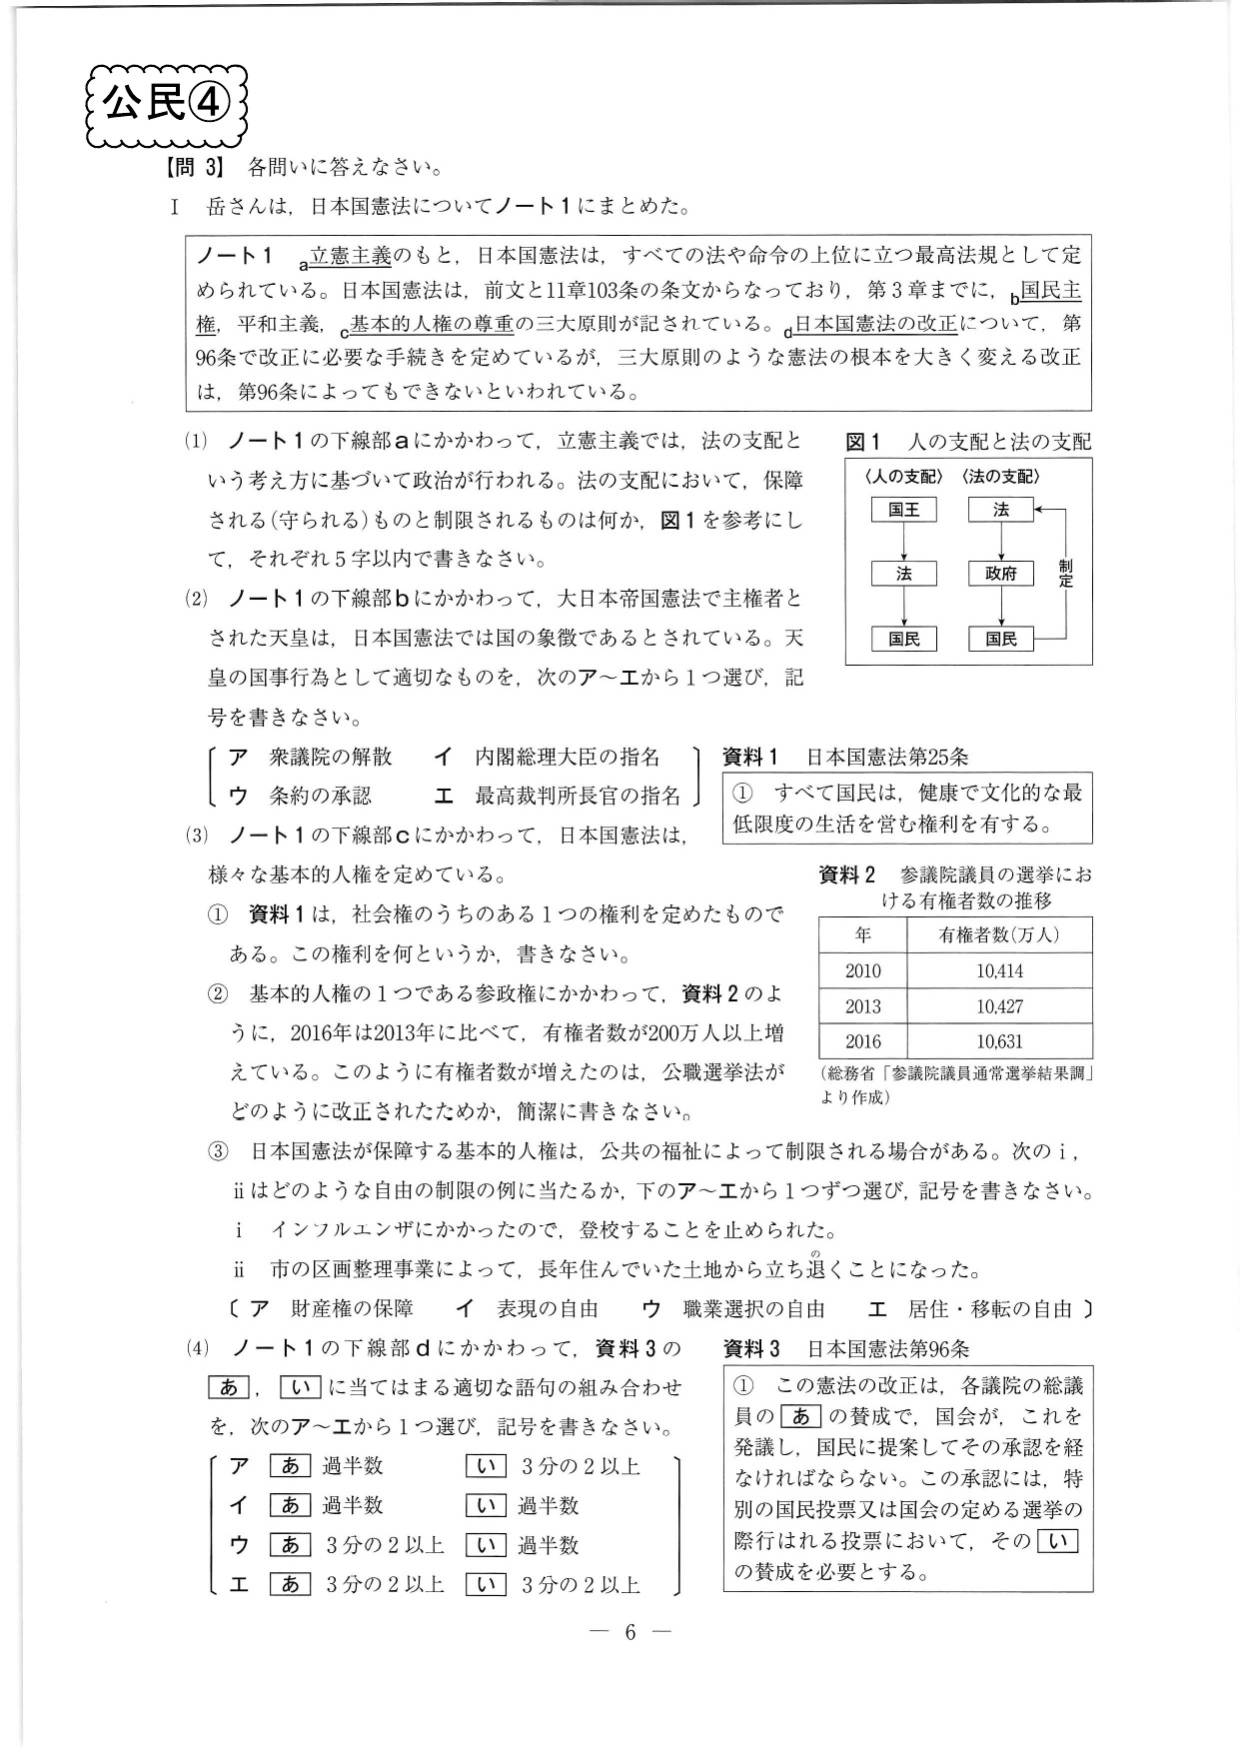 公民④
【問 3】 各問いに答えなさい。
Ⅰ 岳さんは，日本国憲法についてノート1にまとめた。
ノート1 a立憲主義のもと，日本国憲法は，すべての法や命令の上位に立つ最高法規として定
められている。日本国憲法は，前文と11章103条の条文からなっており，第3章までに，b国民主
権，平和主義，c基本的人権の尊重の三大原則が記されている。d日本国憲法の改正について，第
96条で改正に必要な手続きを定めているが，三大原則のような憲法の根本を大きく変える改正
は，第96条によってもできないといわれている。
(1) ノート1の下線部aにかかわって，立憲主義では，法の支配と
いう考え方に基づいて政治が行われる。法の支配において，保障
される（守られる）ものと制限されるものは何か，図1を参考にし
て，それぞれ5字以内で書きなさい。
図1 人の支配と法の支配
〈人の支配〉 〈法の支配〉
国王 法
法 政府 制定
国民 国民
(2) ノート1の下線部bにかかわって，大日本帝国憲法で主権者と
された天皇は，日本国憲法では国の象徴であるとされている。天
皇の国事行為として適切なものを，次のア～エから1つ選び，記
号を書きなさい。
ア 衆議院の解散 イ 内閣総理大臣の指名
ウ 条約の承認 エ 最高裁判所長官の指名
資料1 日本国憲法第25条
① すべて国民は，健康で文化的な最
低限度の生活を営む権利を有する。
(3) ノート1の下線部cにかかわって，日本国憲法は，
様々な基本的人権を定めている。
① 資料1は，社会権のうちのある1つの権利を定めたもので
ある。この権利を何というか，書きなさい。
② 基本的人権の1つである参政権にかかわって，資料2のよ
うに，2016年は2013年に比べて，有権者数が200万人以上増
えている。このように有権者数が増えたのは，公職選挙法が
どのように改正されたためか，簡潔に書きなさい。
資料2 参議院議員の選挙にお
ける有権者数の推移
年 有権者数(万人)
2010 10,414
2013 10,427
2016 10,631
（総務省「参議院議員通常選挙結果調」
より作成）
③ 日本国憲法が保障する基本的人権は，公共の福祉によって制限される場合がある。次のⅰ，
ⅱはどのような自由の制限の例に当たるか，下のア～エから1つずつ選び，記号を書きなさい。
ⅰ インフルエンザにかかったので，登校することを止められた。
ⅱ 市の区画整理事業によって，長年住んでいた土地から立ち退くことになった。
の
〔 ア 財産権の保障 イ 表現の自由 ウ 職業選択の自由 エ 居住・移転の自由 〕
(4) ノート1の下線部dにかかわって，資料3の
あ，いに当てはまる適切な語句の組み合わせ
を，次のア～エから1つ選び，記号を書きなさい。
ア あ 過半数 い 3分の2以上
イ あ 過半数 い 過半数
ウ あ 3分の2以上 い 過半数
エ あ 3分の2以上 い 3分の2以上
資料3 日本国憲法第96条
① この憲法の改正は，各議院の総議
員のあの賛成で，国会が，これを
発議し，国民に提案してその承認を経
なければならない。この承認には，特
別の国民投票又は国会の定める選挙の
際行はれる投票において，そのい
の賛成を必要とする。
― 6 ―